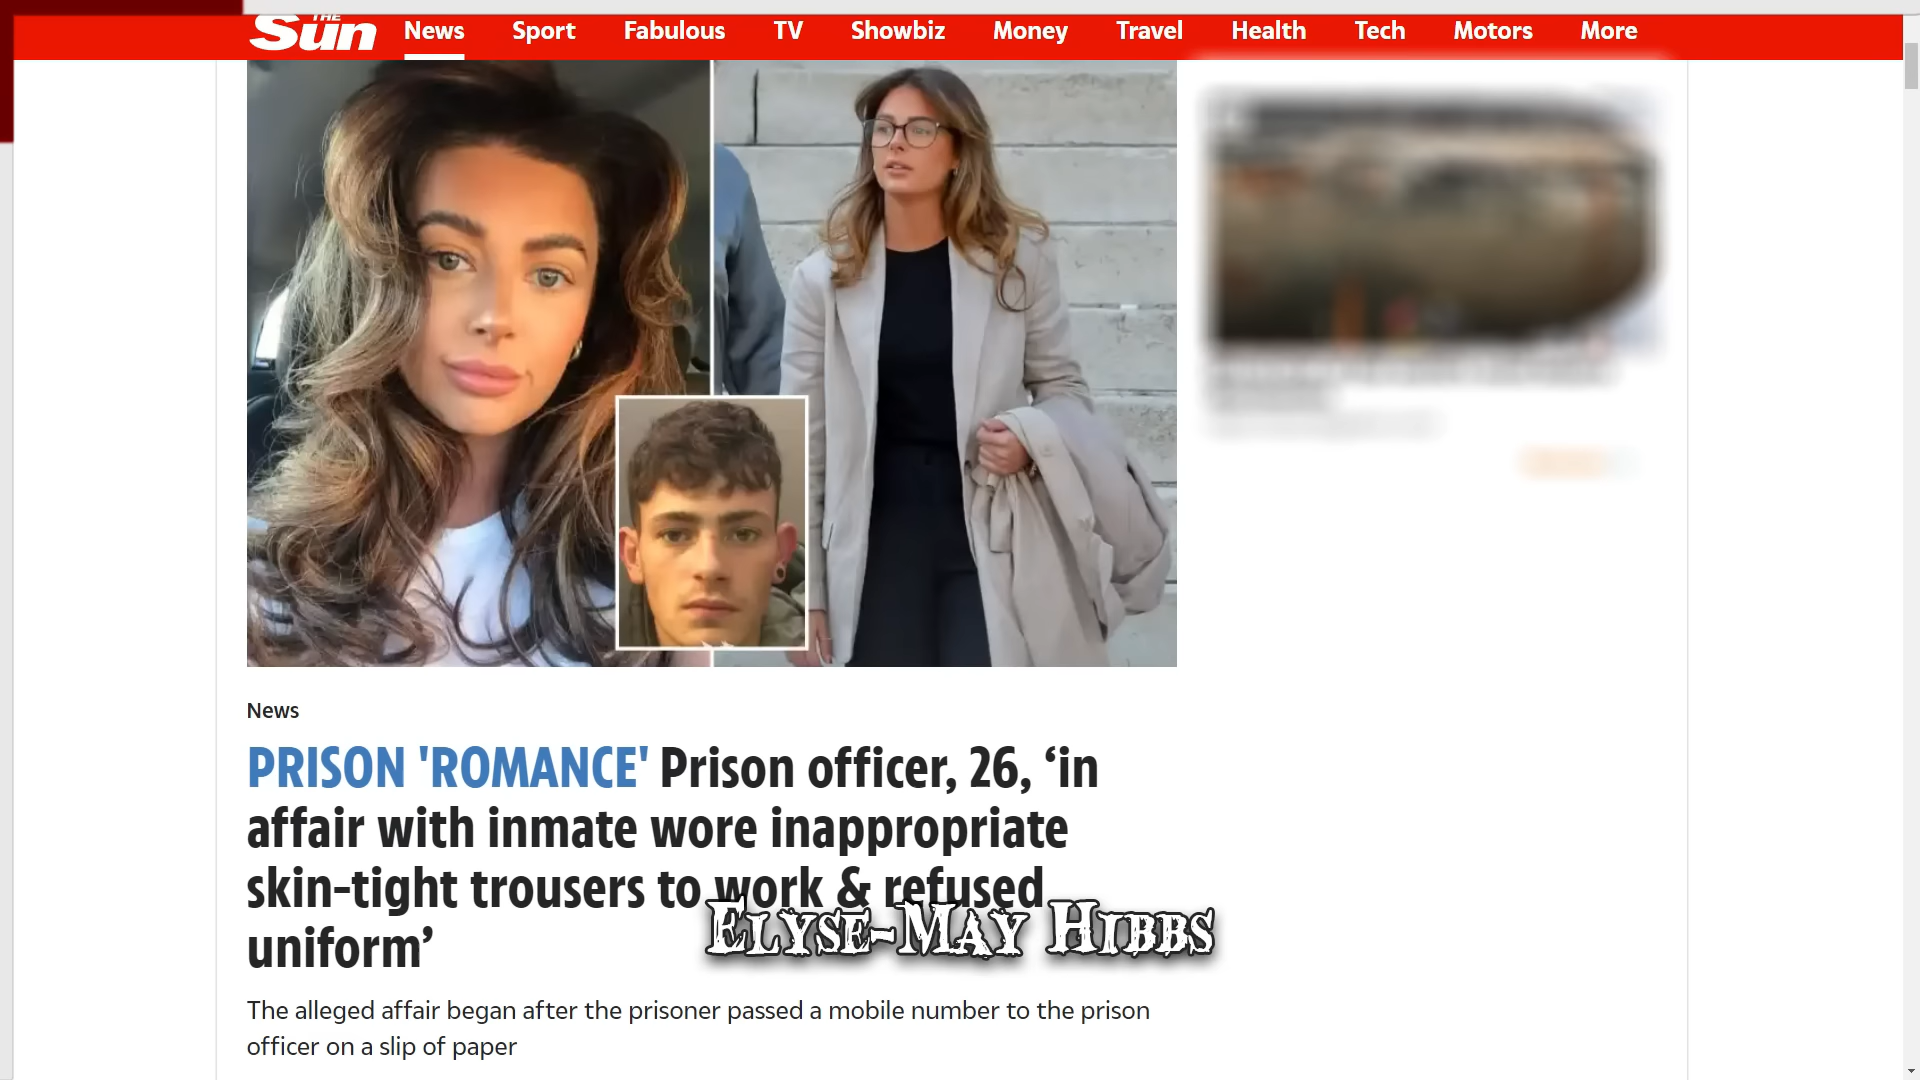 THE
Sun
News Sport Fabulous TV Showbiz Money Travel Health Tech Motors More
News
PRISON 'ROMANCE' Prison officer, 26, ‘in
affair with inmate wore inappropriate
skin-tight trousers to work & refused
uniform’
Elyse-May Hibbs
The alleged affair began after the prisoner passed a mobile number to the prison
officer on a slip of paper